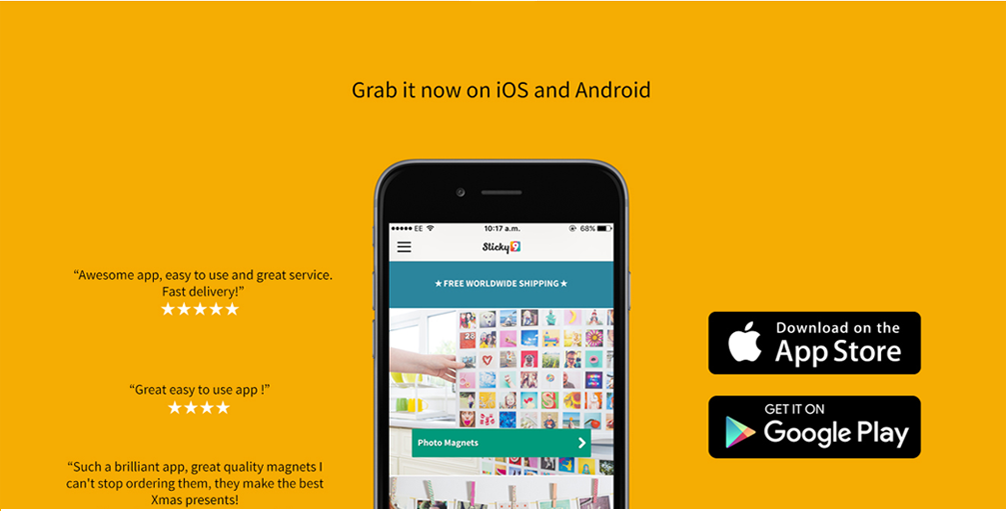 Grab it now on iOS and Android
“Awesome app, easy to use and great service.
Fast delivery!”
★★★★★
“Great easy to use app !”
★★★★
“Such a brilliant app, great quality magnets I
can't stop ordering them, they make the best
Xmas presents!
EE
10:17 a.m.
68%
Sticky9
★ FREE WORLDWIDE SHIPPING ★
28
Photo Magnets
Download on the
App Store
GET IT ON
Google Play